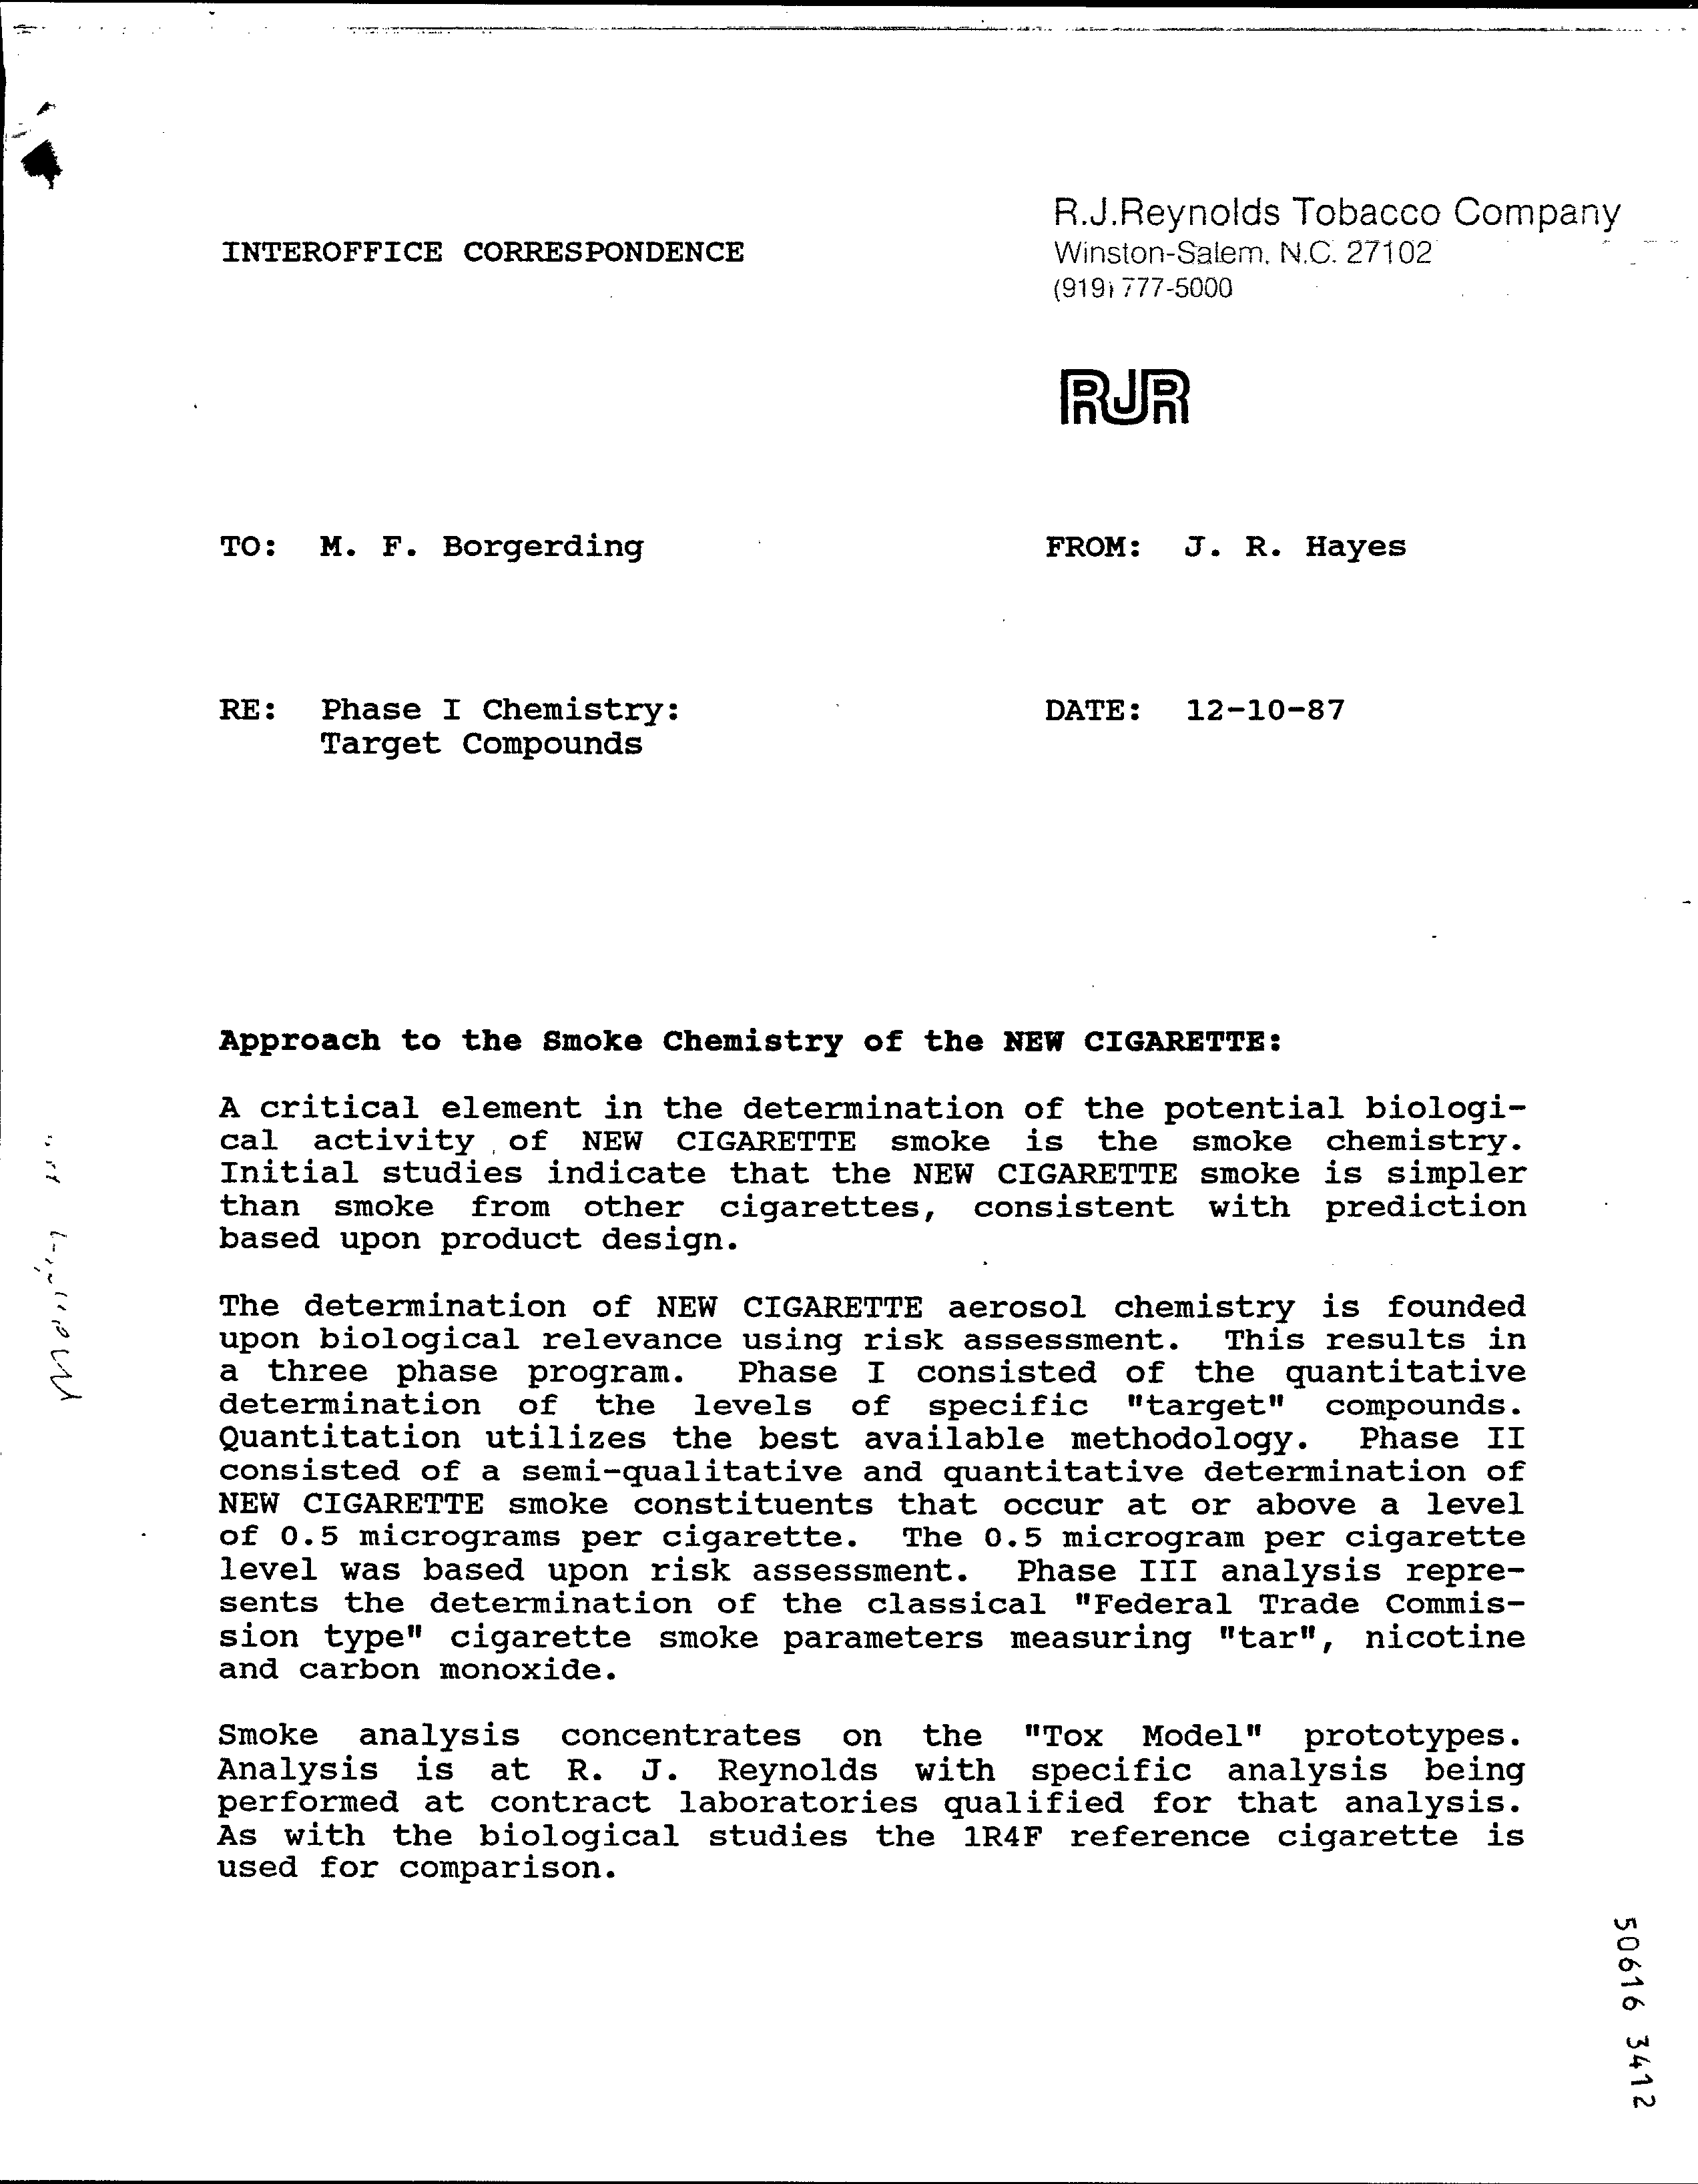 R.J.Reynolds Tobacco Company
INTEROFFICE CORRESPONDENCE
Winston-Salem, N.C. 27102
(919) 777-5000
RJR
TO: M. F. Borgerding FROM: J. R. Hayes
RE: Phase I Chemistry: DATE: 12-10-87
Target Compounds
Approach to the Smoke Chemistry of the NEW CIGARETTE:
A critical element in the determination of the potential biologi-
cal activity of NEW CIGARETTE smoke is the smoke chemistry.
Initial studies indicate that the NEW CIGARETTE smoke is simpler
than smoke from other cigarettes, consistent with prediction
based upon product design.
The determination of NEW CIGARETTE aerosol chemistry is founded
upon biological relevance using risk assessment. This results in
a three phase program. Phase I consisted of the quantitative
determination of the levels of specific "target" compounds.
Quantitation utilizes the best available methodology. Phase II
consisted of a semi-qualitative and quantitative determination of
NEW CIGARETTE smoke constituents that occur at or above a level
of 0.5 micrograms per cigarette. The 0.5 microgram per cigarette
level was based upon risk assessment. Phase III analysis repre-
sents the determination of the classical "Federal Trade Commis-
sion type" cigarette smoke parameters measuring "tar", nicotine
and carbon monoxide.
Smoke analysis concentrates on the "Tox Model" prototypes.
Analysis is at R. J. Reynolds with specific analysis being
performed at contract laboratories qualified for that analysis.
As with the biological studies the 1R4F reference cigarette is
used for comparison.
50616 3412